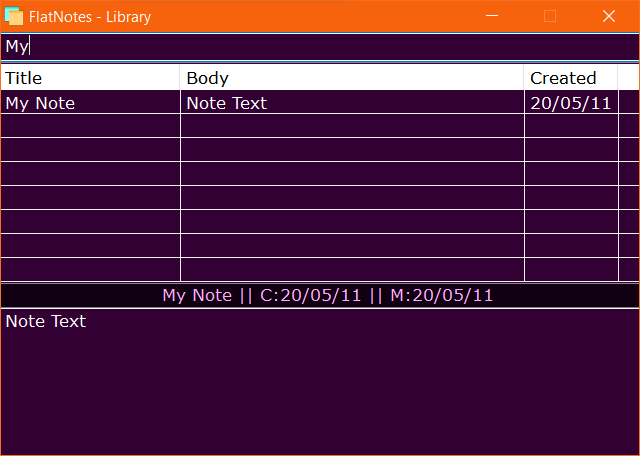 FlatNotes - Library
My
Title Body Created
My Note Note Text 20/05/11
My Note || C:20/05/11 || M:20/05/11
Note Text